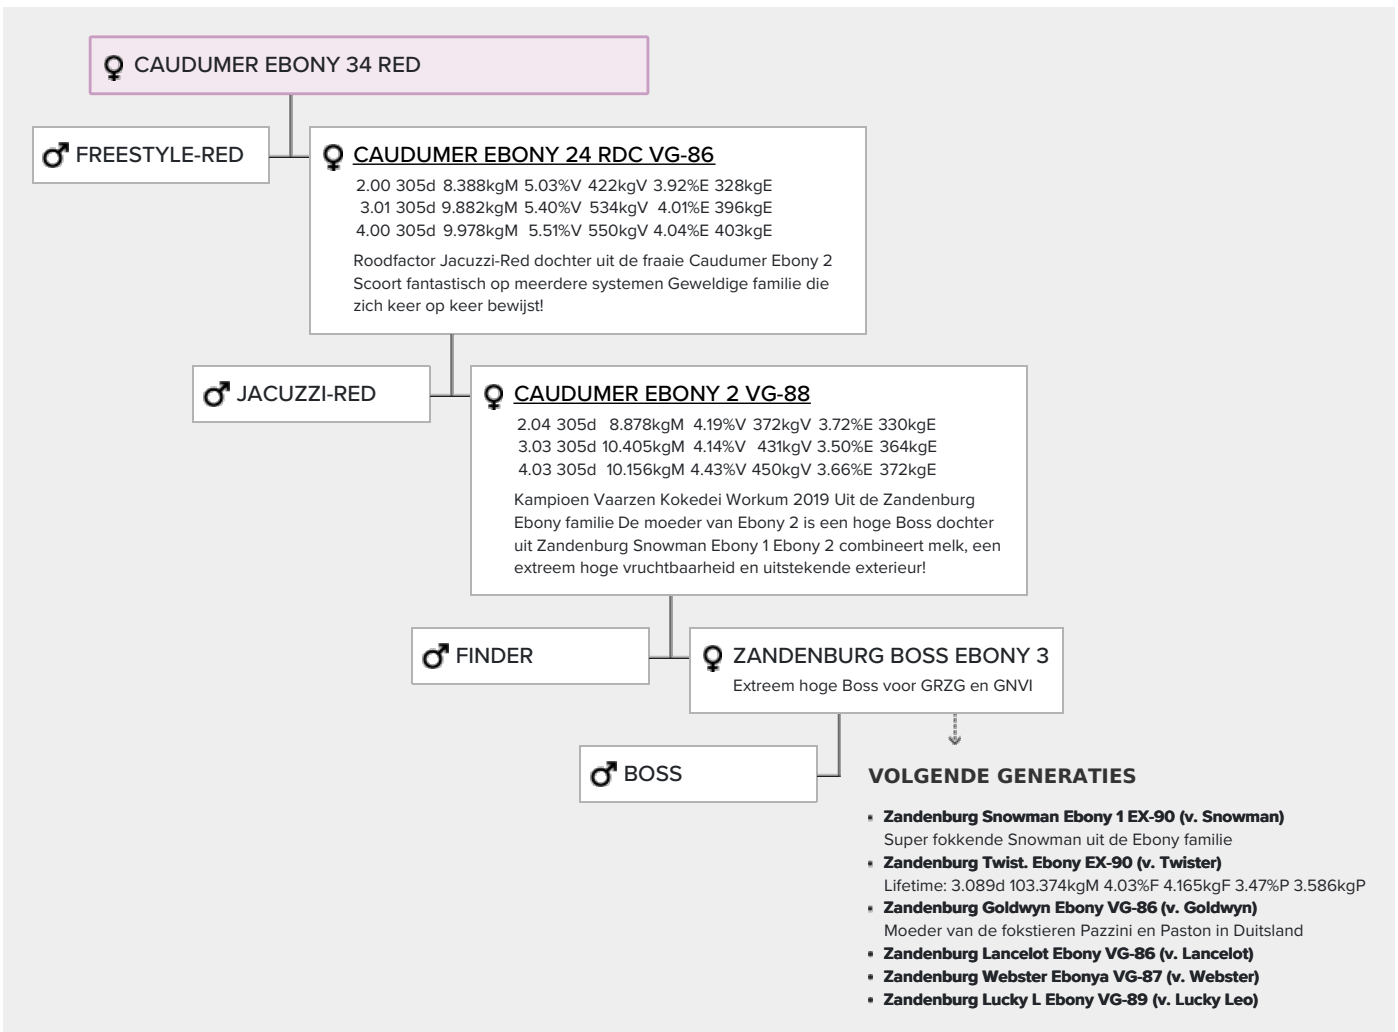 CAUDUMER EBONY 34 RED
FREESTYLE-RED
CAUDUMER EBONY 24 RDC VG-86
2.00 305d 8.388kgM 5.03%V 422kgV 3.92%E 328kgE
3.01 305d 9.882kgM 5.40%V 534kgV 4.01%E 396kgE
4.00 305d 9.978kgM 5.51%V 550kgV 4.04%E 403kgE
Roodfactor Jacuzzi-Red dochter uit de fraaie Caudumer Ebony 2
Scoort fantastisch op meerdere systemen Geweldige familie die
zich keer op keer bewijst!
JACUZZI-RED
CAUDUMER EBONY 2 VG-88
2.04 305d 8.878kgM 4.19%V 372kgV 3.72%E 330kgE
3.03 305d 10.405kgM 4.14%V 431kgV 3.50%E 364kgE
4.03 305d 10.156kgM 4.43%V 450kgV 3.66%E 372kgE
Kampioen Vaarzen Kokedei Workum 2019 Uit de Zandenburg
Ebony familie De moeder van Ebony 2 is een hoge Boss dochter
uit Zandenburg Snowman Ebony 1 Ebony 2 combineert melk, een
extreem hoge vruchtbaarheid en uitstekende exterieur!
FINDER
ZANDENBURG BOSS EBONY 3
Extreem hoge Boss voor GRZG en GNVI
BOSS
VOLGENDE GENERATIES
Zandenburg Snowman Ebony 1 EX-90 (v. Snowman)
Super fokkende Snowman uit de Ebony familie
Zandenburg Twist. Ebony EX-90 (v. Twister)
Lifetime: 3.089d 103.374kgM 4.03%F 4.165kgF 3.47%P 3.586kgP
Zandenburg Goldwyn Ebony VG-86 (v. Goldwyn)
Moeder van de fokstieren Pazzini en Paston in Duitsland
Zandenburg Lancelot Ebony VG-86 (v. Lancelot)
Zandenburg Webster Ebonya VG-87 (v. Webster)
Zandenburg Lucky L Ebony VG-89 (v. Lucky Leo)